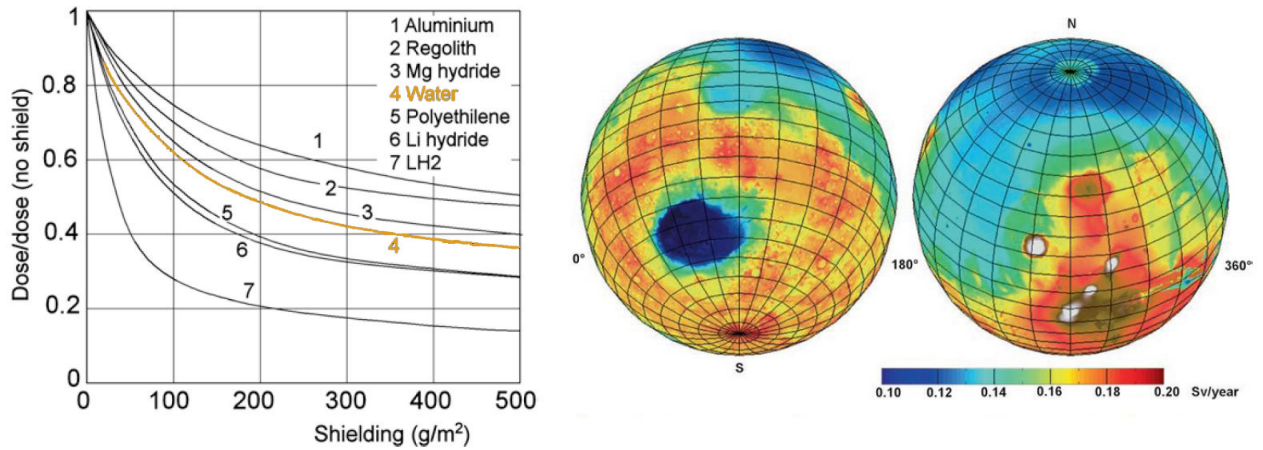 Dose/dose (no shield)
1
0.8
0.6
0.4
0.2
0
0
100
200
300
400
500
Shielding (g/m²)
1 Aluminium
2 Regolith
3 Mg hydride
4 Water
5 Polyethilene
6 Li hydride
7 LH2
1
2
3
4
5
6
7
0°
S
180°
N
360°
0.10 0.12 0.14 0.16 0.18 0.20 Sv/year